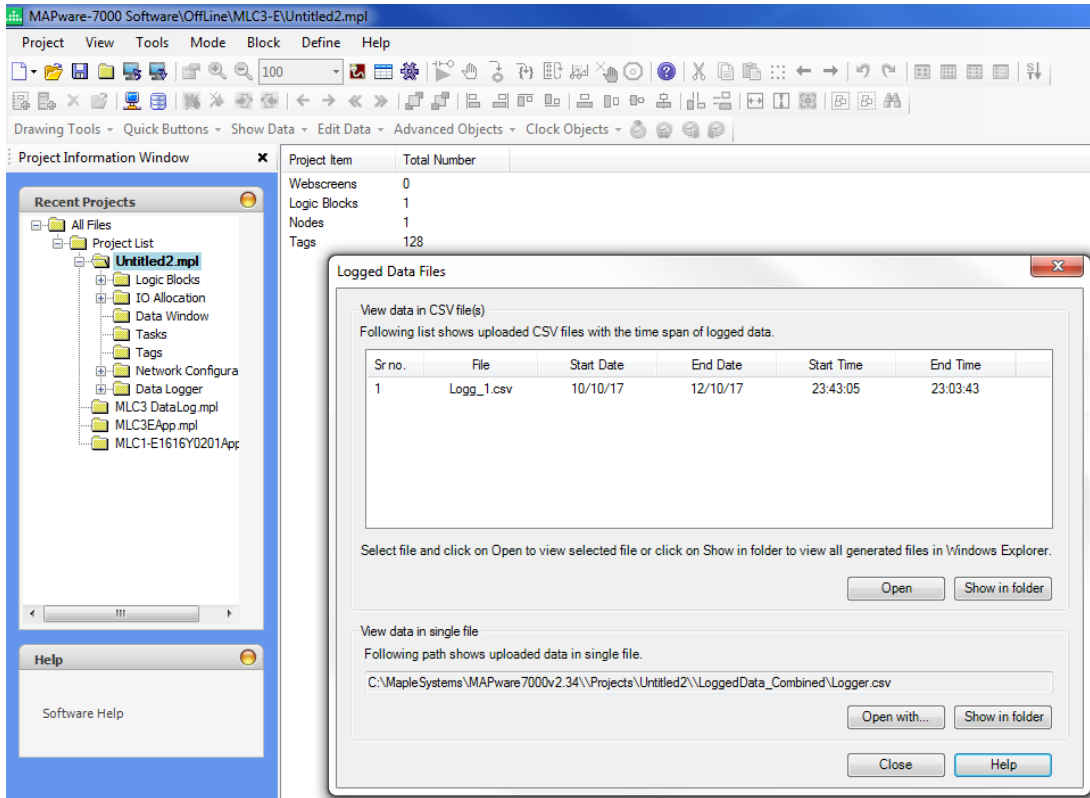 MAPware-7000 Software\OffLine\MLC3-E\Untitled2.mpl
Project View Tools Mode Block Define Help
100
Drawing Tools Quick Buttons Show Data Edit Data Advanced Objects Clock Objects
Project Information Window
Recent Projects
All Files
Project List
Untitled2.mpl
Logic Blocks
IO Allocation
Data Window
Tasks
Tags
Network Configura
Data Logger
MLC3 DataLog.mpl
MLC3EApp.mpl
MLC1-E1616Y0201App
Help
Software Help
Project Item Total Number
Webscreens 0
Logic Blocks 1
Nodes 1
Tags 128
Logged Data Files
View data in CSV file(s)
Following list shows uploaded CSV files with the time span of logged data.
Sr no. File Start Date End Date Start Time End Time
1 Logg_1.csv 10/10/17 12/10/17 23:43:05 23:03:43
Select file and click on Open to view selected file or click on Show in folder to view all generated files in Windows Explorer.
Open Show in folder
View data in single file
Following path shows uploaded data in single file.
C:\MapleSystems\MAPware7000v2.34\\Projects\Untitled2\\LoggedData_Combined\Logger.csv
Open with... Show in folder
Close Help